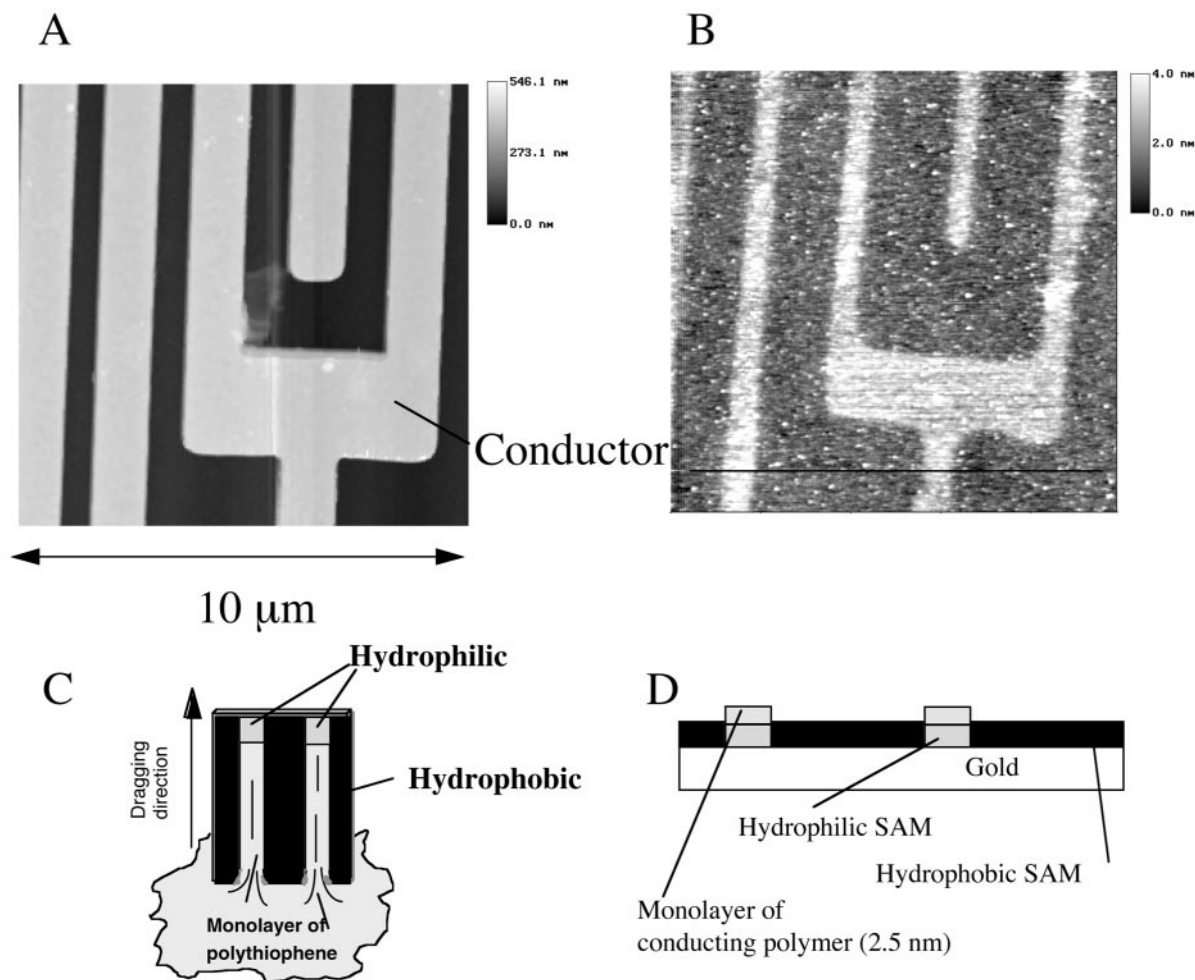 A
546.1 nm
273.1 nm
0.0 nm
Conductor
10 μm
B
4.0 nm
2.0 nm
0.0 nm
C
Hydrophilic
Dragging
direction
Hydrophobic
Monolayer of
polythiophene
D
Gold
Hydrophilic SAM
Hydrophobic SAM
Monolayer of
conducting polymer (2.5 nm)